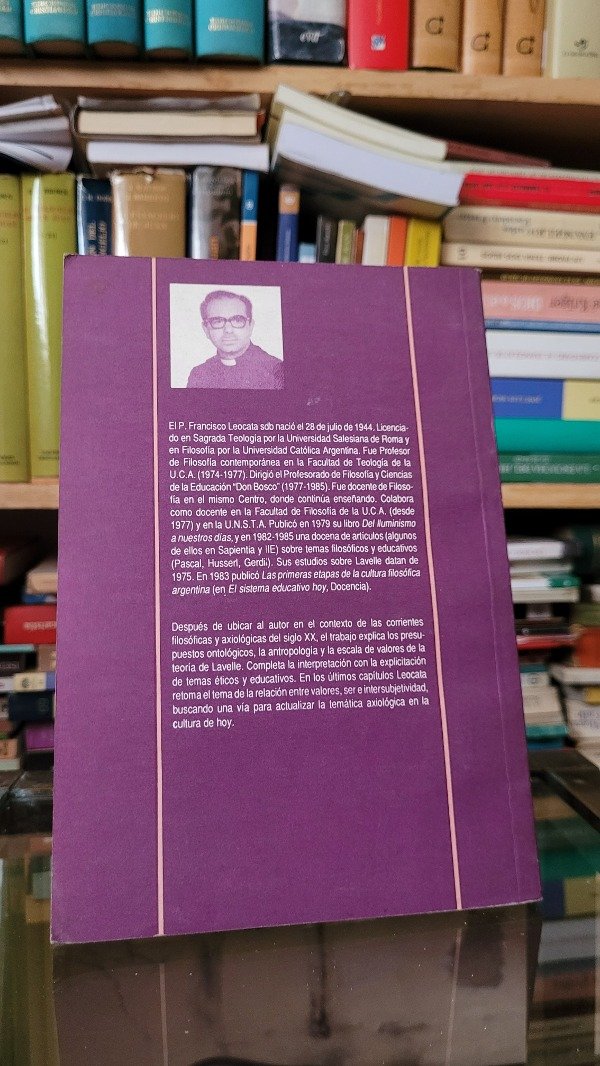 El P. Francisco Leocata sdb nació el 28 de julio de 1944. Licencia-
do en Sagrada Teología por la Universidad Salesiana de Roma y
en Filosofía por la Universidad Católica Argentina. Fue Profesor
de Filosofía contemporánea en la Facultad de Teología de la
U.C.A. (1974-1977). Dirigió el Profesorado de Filosofía y Ciencias
de la Educación "Don Bosco" (1977-1985). Fue docente de Filoso-
fía en el mismo Centro, donde continúa enseñando. Colabora
como docente en la Facultad de Filosofía de la U.C.A. (desde
1977) y en la U.N.S.T.A. Publicó en 1979 su libro Del Iluminismo
a nuestros días, y en 1982-1985 una docena de artículos (algunos
de ellos en Sapientia y IIE) sobre temas filosóficos y educativos
(Pascal, Husserl, Gerdi.). Sus estudios sobre Lavelle datan de
1975. En 1983 publicó Las primeras etapas de la cultura filosófica
argentina (en El sistema educativo hoy, Docencia).
Después de ubicar al autor en el contexto de las corrientes
filosóficas y axiológicas del siglo XX, el trabajo explica los presu-
puestos ontológicos, la antropología y la escala de valores de la
teoría de Lavelle. Completa la interpretación con la explicitación
de temas éticos y educativos. En los últimos capítulos Leocata
retoma el tema de la relación entre valores, ser e intersubjetividad,
buscando una vía para actualizar la temática axiológica en la
cultura de hoy.